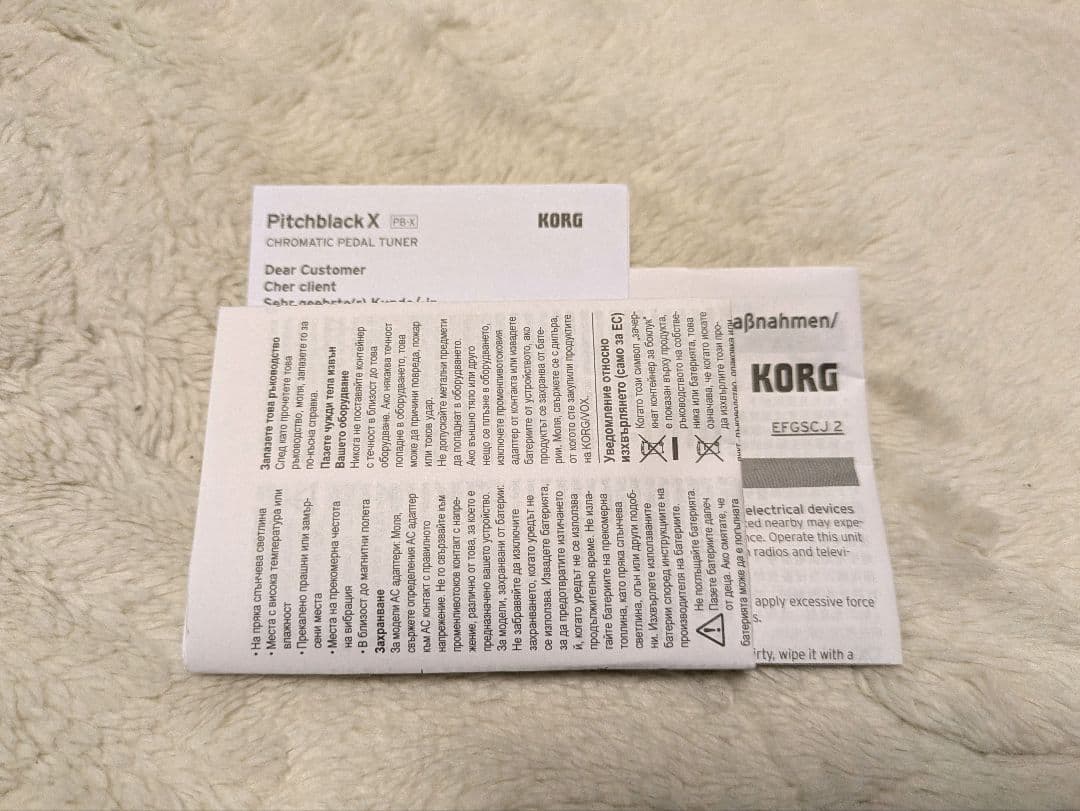 Pitchblack X PB-X
KORG
CHROMATIC PEDAL TUNER
Dear Customer
Cher client
Запазете това ръководство
След като прочетете това
ръководство, моля, запазете го за
по-късна справка.
Пазете чужди тела извън
Вашето оборудване
Никога не поставяйте контейнер
с течност в близост до това
оборудване. Ако някаква течност
попадне в оборудването, това
може да причини повреда, пожар
или токов удар.
Не допускайте метални предмети
да попаднат в оборудването.
Ако външно тяло или друго
нещо се плъзне в оборудването,
изключете променливотоковия
адаптер от контакта или извадете
батериите от устройството, ако
продуктът се захранва от бате-
рии. Моля, свържете се с дилъра,
от когото сте закупили продуктите
на KORG/VOX.
Уведомление относно
изхвърлянето (само за ЕС)
Когато този символ „зачер-
кнат контейнер за боклук“
е показан върху продукта,
ръководството на собстве-
ника или батерията, това
означава, че когато искате
да изхвърлите този про-
• На пряка слънчева светлина
• Места с висока температура или
влажност
• Прекалено прашни или замър-
сени места
• Места на прекомерна честота
на вибрация
• В близост до магнитни полета
Захранване
За модели АС адаптери: Моля,
свържете определения АС адаптер
към АС контакт с правилното
напрежение. Не го свързвайте към
променливотоков контакт с напре-
жение, различно от това, за което е
предназначено вашето устройство.
За модели, захранвани от батерии:
Не забравяйте да изключите
захранването, когато уредът не
се използва. Извадете батерията,
за да предотвратите изтичането
й, когато уредът не се използва
продължително време. Не изла-
гайте батериите на прекомерна
топлина, като пряка слънчева
светлина, огън или други подоб-
ни. Изхвърлете използваните
батерии според инструкциите на
производителя на батериите.
Не поглъщайте батерията.
Пазете батериите далеч
от деца. Ако смятате, че
батерията може да е погълната
aßnahmen/
KORG
EFGSCJ 2
electrical devices
ed nearby may expe-
nce. Operate this unit
radios and televi-
apply excessive force
s.
irty, wipe it with a